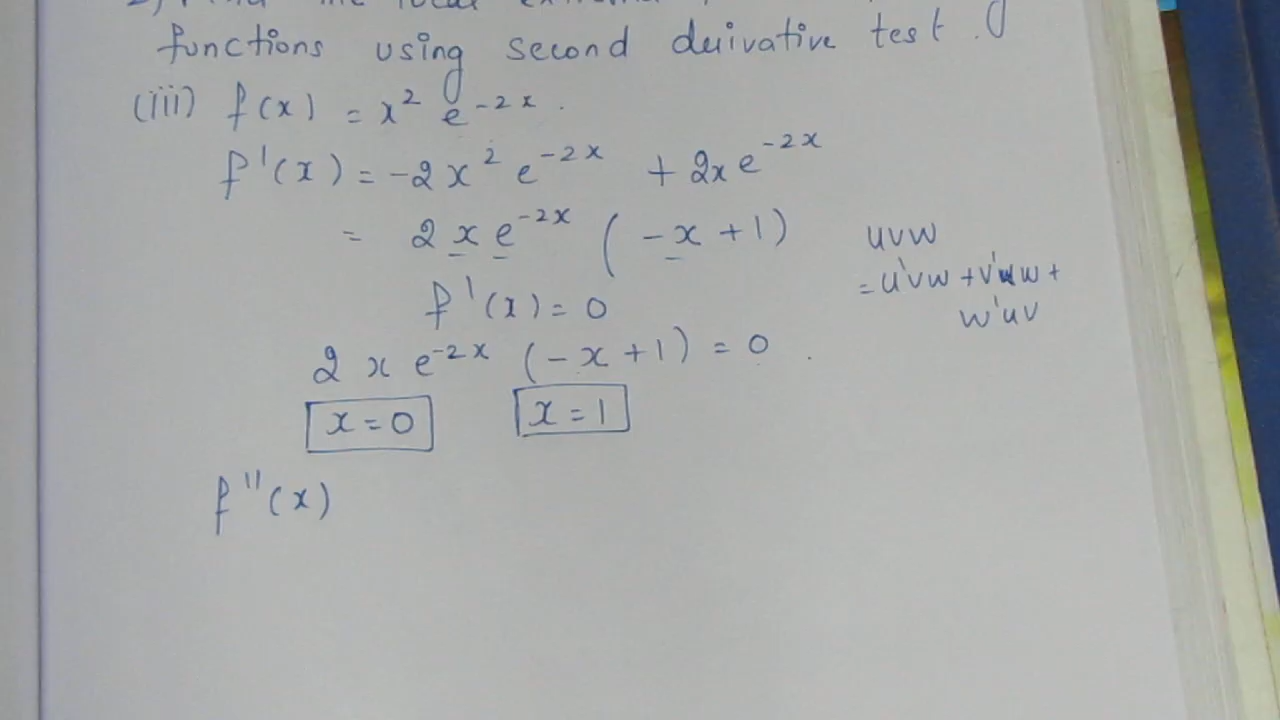 functions using second derivative test.
(iii) f(x) = x² e^{-2x}.
f'(x) = -2x² e^{-2x} + 2x e^{-2x}
= 2x e^{-2x} (-x + 1)
uvw
= u'vw + v'uw +
w'uv
f'(x) = 0
2x e^{-2x} (-x + 1) = 0.
x = 0 x = 1
f''(x)